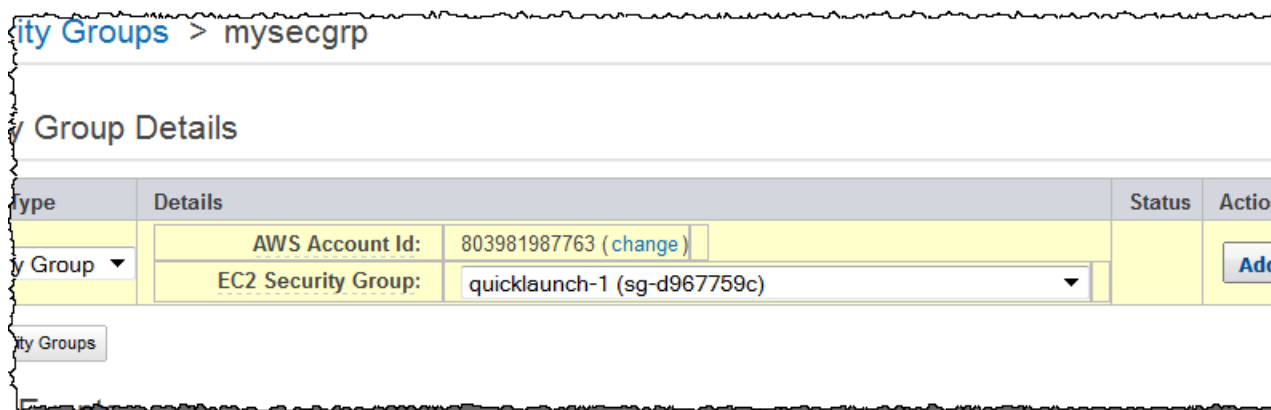 ity Groups > mysecgrp
y Group Details
Type Details Status Actio
y Group
AWS Account Id: 803981987763 (change)
EC2 Security Group: quicklaunch-1 (sg-d967759c)
Add
ity Groups